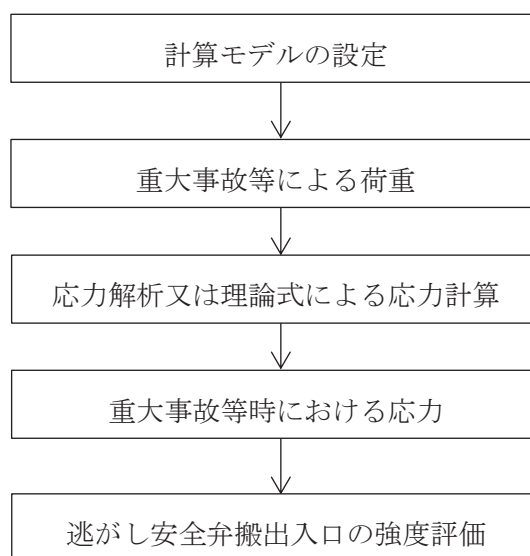 計算モデルの設定
重大事故等による荷重
応力解析又は理論式による応力計算
重大事故等時における応力
逃がし安全弁搬出入口の強度評価